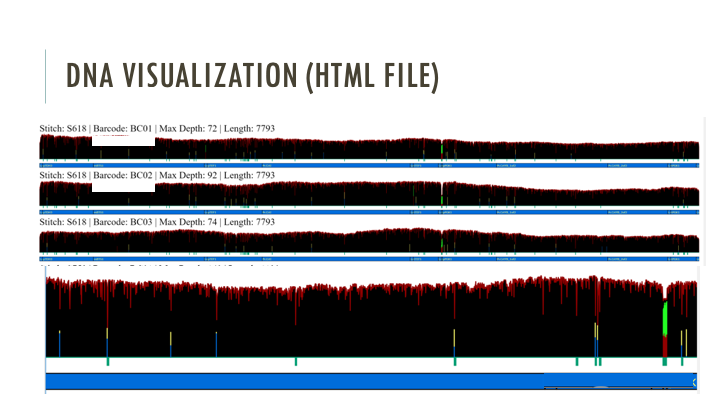 DNA VISUALIZATION (HTML FILE)
Stitch: S618 | Barcode: BC01 | Max Depth: 72 | Length: 7793
Stitch: S618 | Barcode: BC02 | Max Depth: 92 | Length: 7793
Stitch: S618 | Barcode: BC03 | Max Depth: 74 | Length: 7793